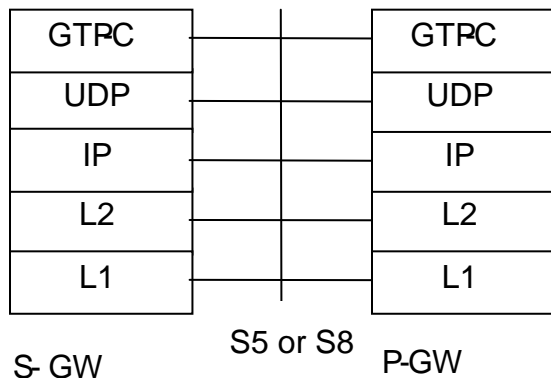 GTP-C
UDP
IP
L2
L1
GTP-C
UDP
IP
L2
L1
S- GW
S5 or S8
P-GW